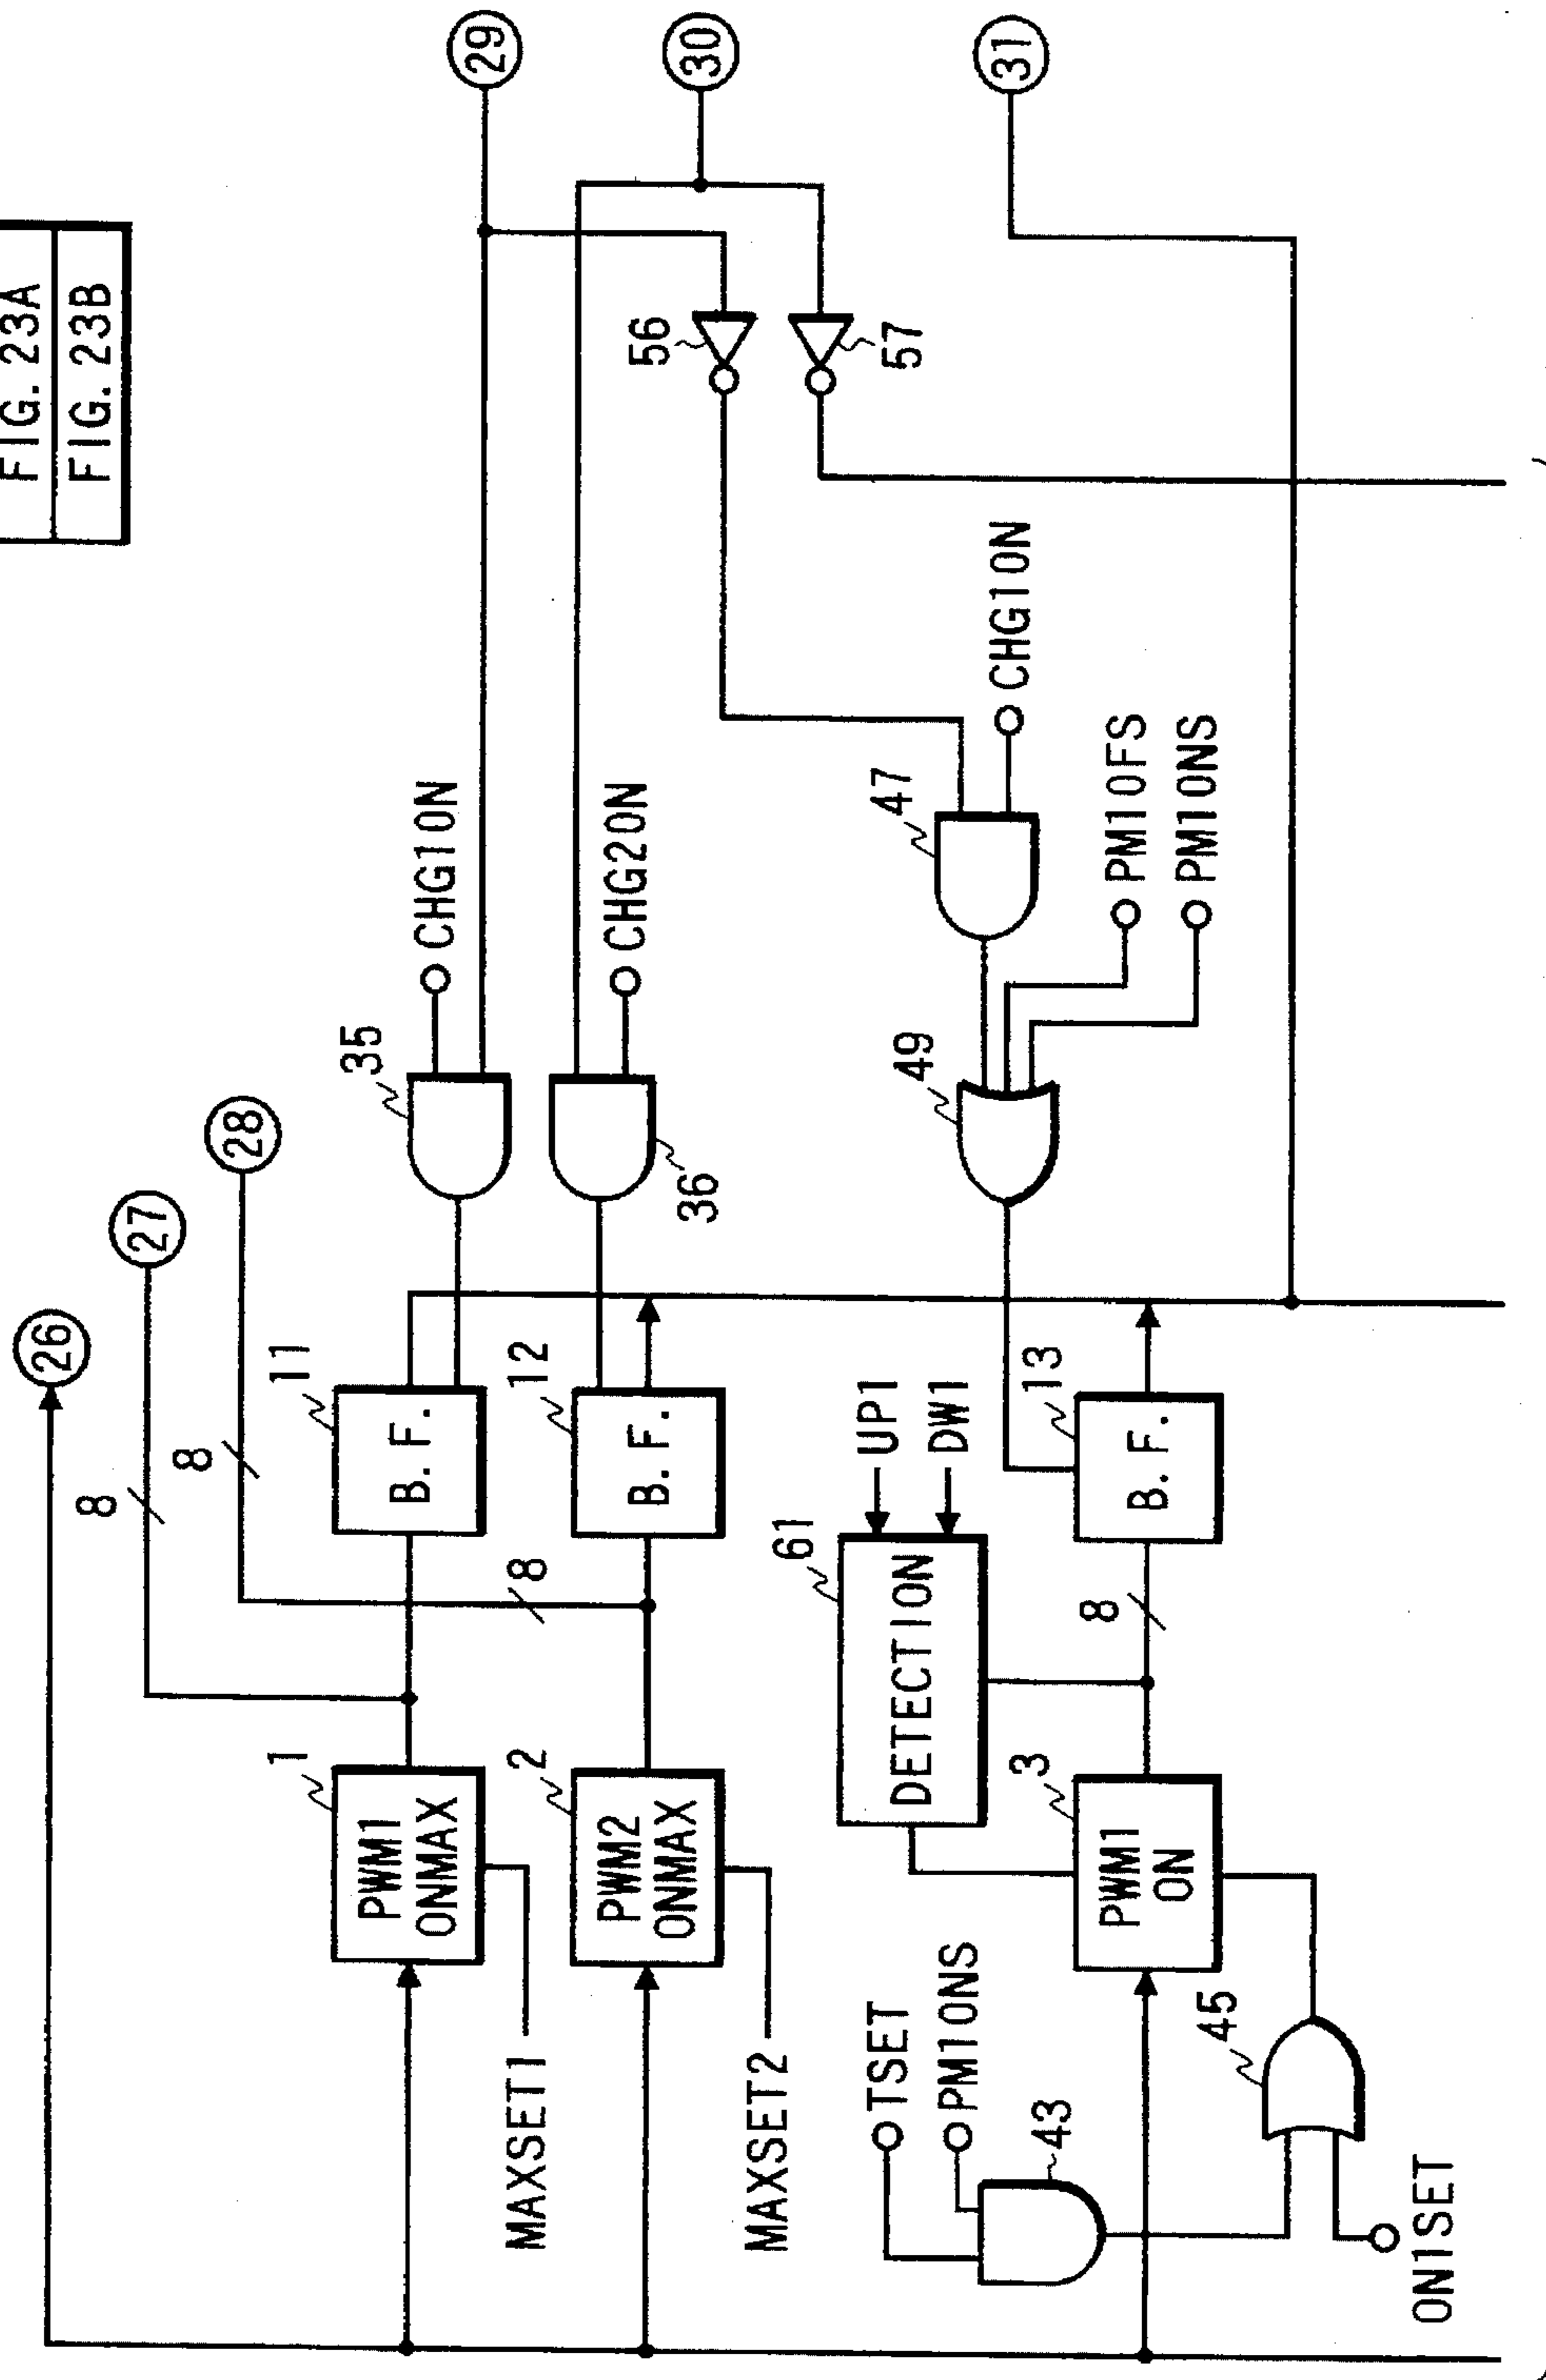 FIG. 23A
FIG. 23B
26
27
28
29
30
31
8
8
8
8
1
PWM1
ONMAX
MAXSET1
11
B. F.
35
CHG1ON
2
PWM2
ONMAX
MAXSET2
12
B. F.
36
CHG2ON
56
57
61
DETECTION
UP1
DW1
TSET
PM1ONS
43
3
PWM1
ON
45
ON1SET
13
B. F.
49
47
CHG1ON
PM1OFS
PM1ONS